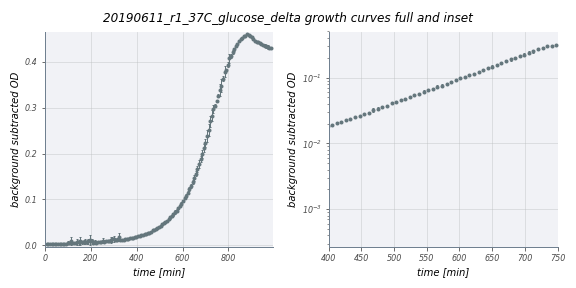 20190611_r1_37C_glucose_delta growth curves full and inset
background subtracted OD
0.4
0.3
0.2
0.1
0.0
0 200 400 600 800
time [min]
background subtracted OD
10⁻¹
10⁻²
10⁻³
400 450 500 550 600 650 700 750
time [min]